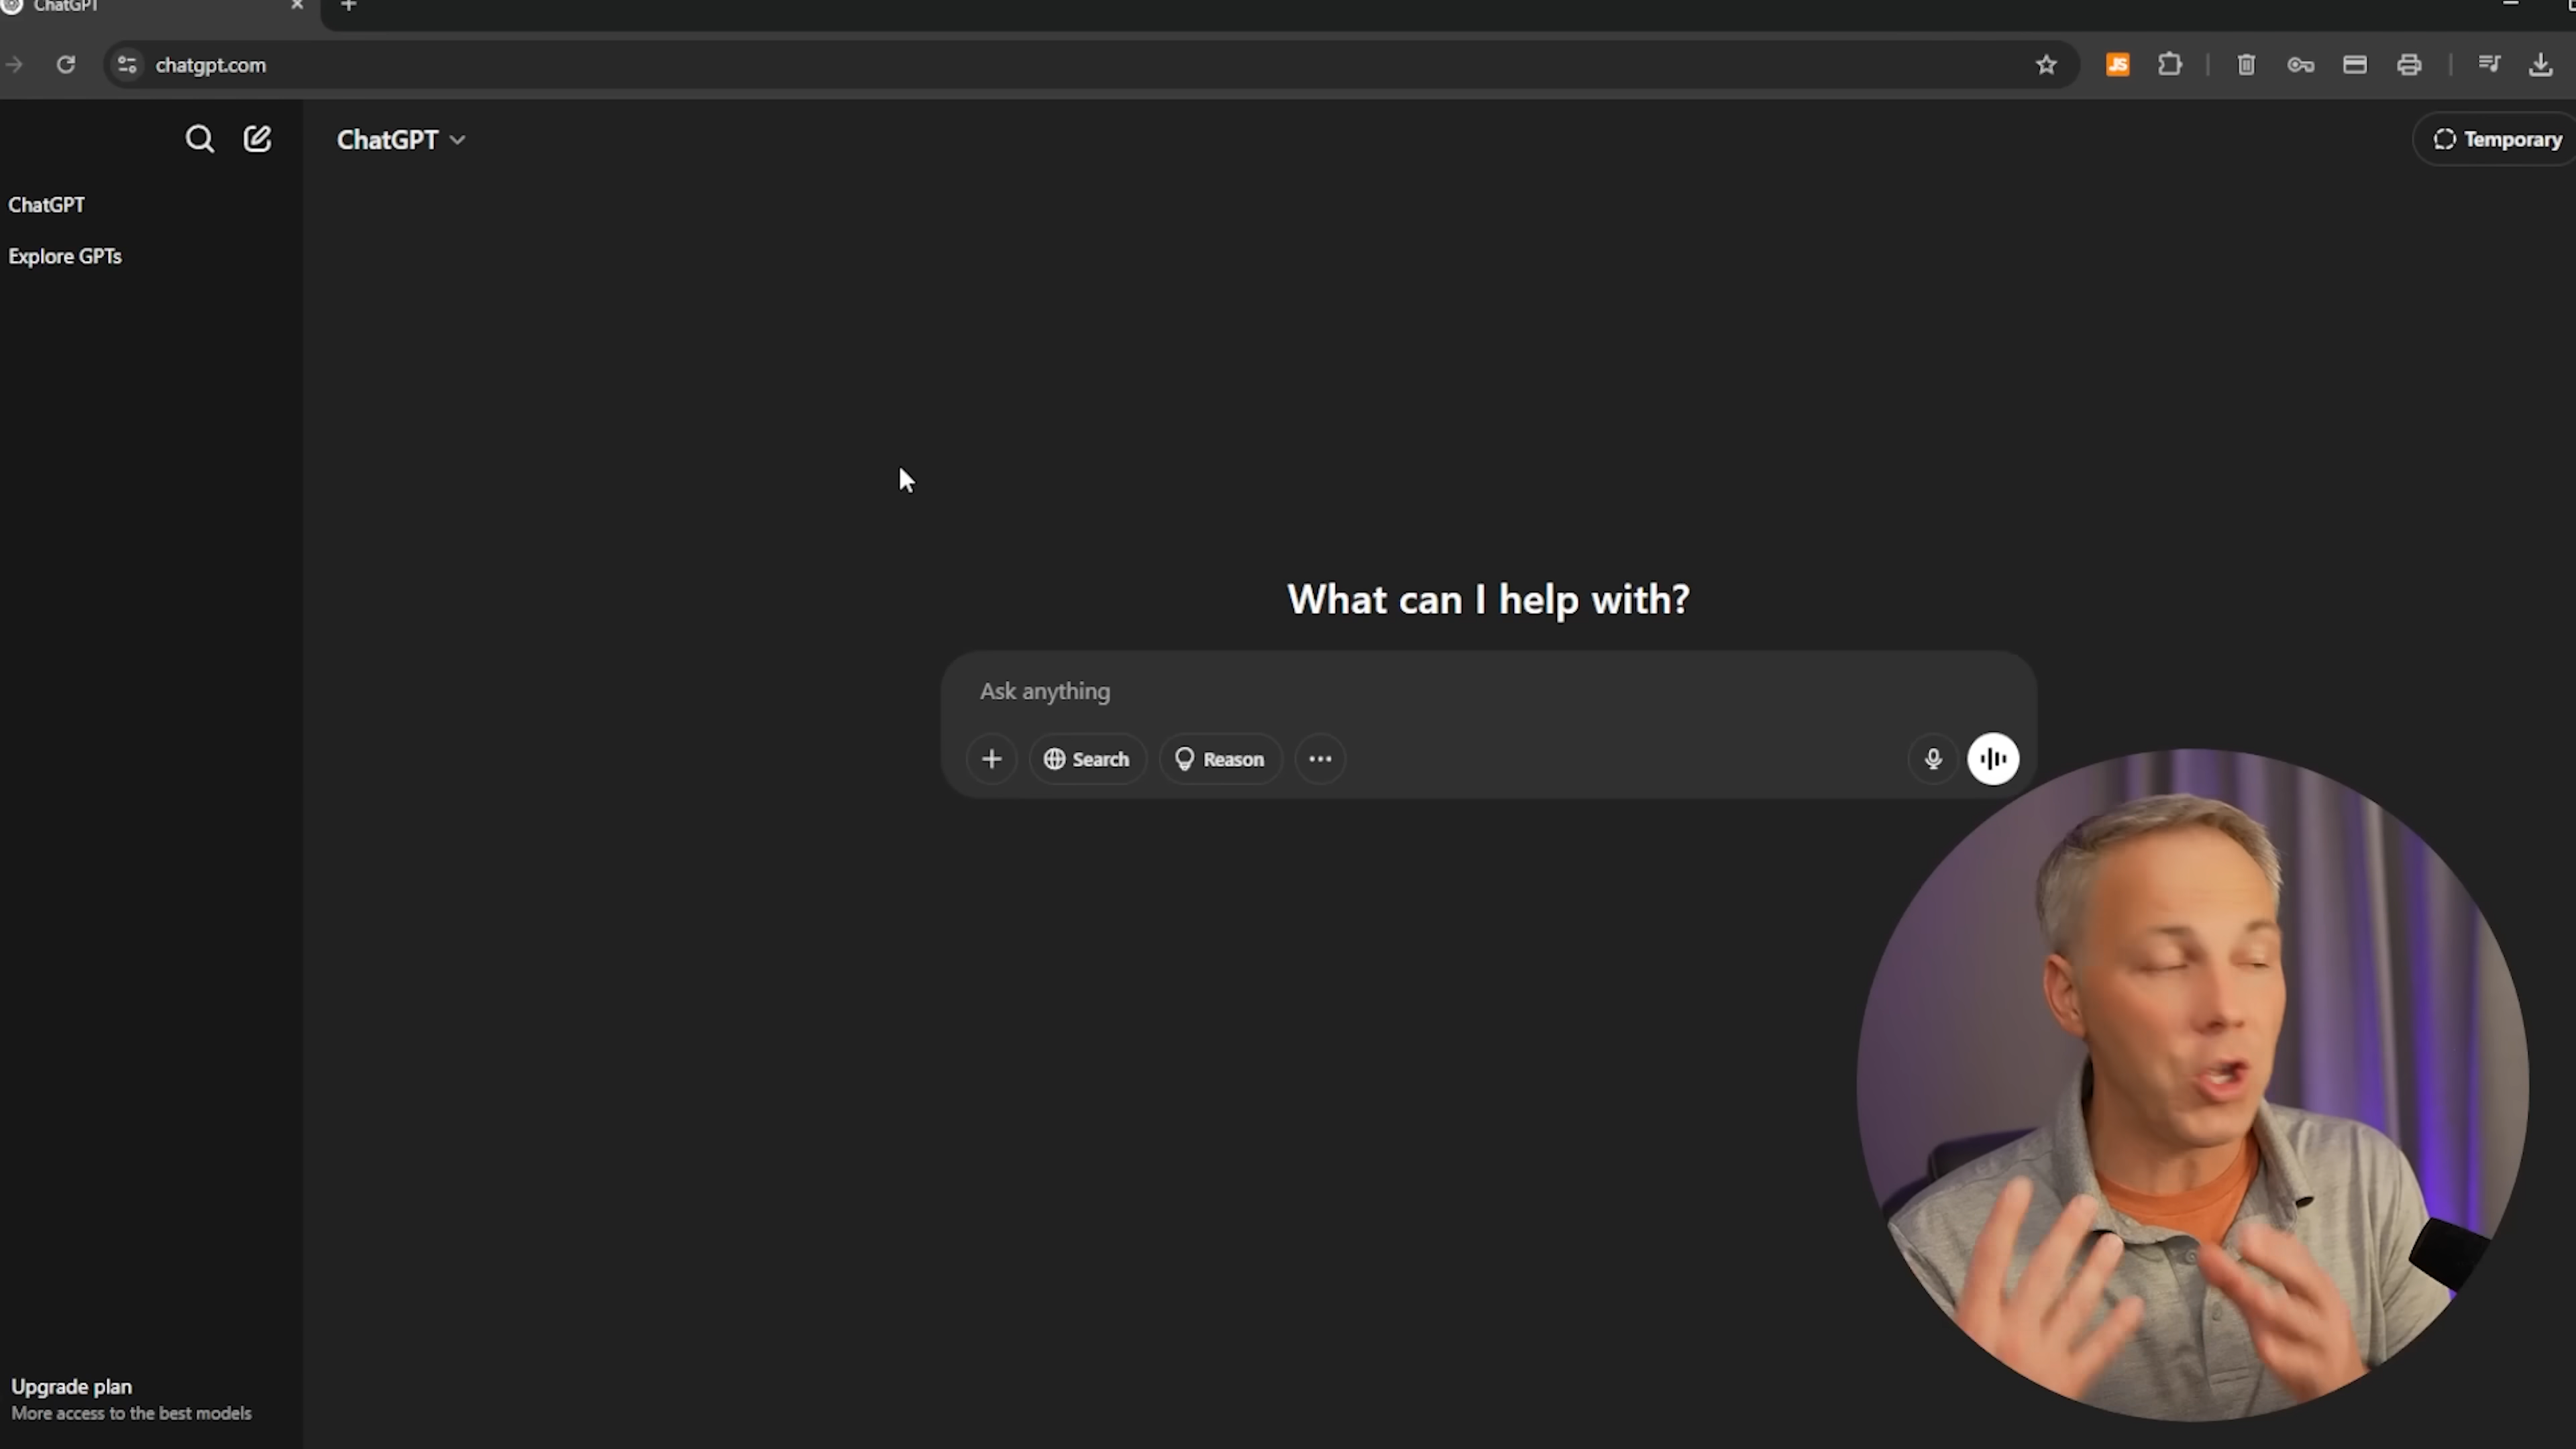 ChatGPT
chatgpt.com
JS
ChatGPT
Temporary
ChatGPT
Explore GPTs
What can I help with?
Ask anything
Search
Reason
Upgrade plan
More access to the best models